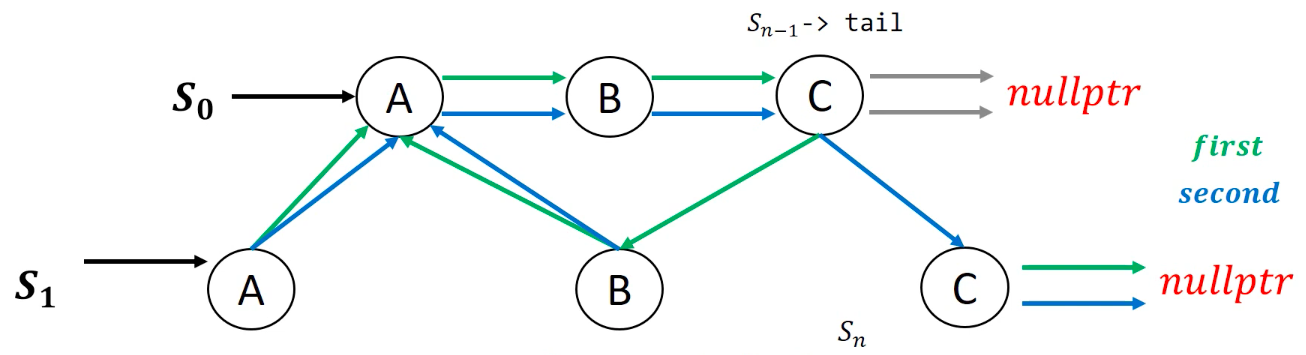 Sₙ₋₁-> tail
S₀ A B C nullptr
first
second
S₁ A B C nullptr
Sₙ